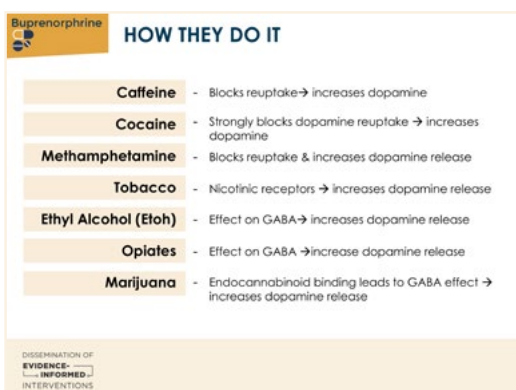 Buprenorphrine
HOW THEY DO IT
Caffeine - Blocks reuptake→ increases dopamine
Cocaine - Strongly blocks dopamine reuptake → increases
dopamine
Methamphetamine - Blocks reuptake & increases dopamine release
Tobacco - Nicotinic receptors → increases dopamine release
Ethyl Alcohol (Etoh) - Effect on GABA→ increases dopamine release
Opiates - Effect on GABA →increase dopamine release
Marijuana - Endocannabinoid binding leads to GABA effect →
increases dopamine release
DISSEMINATION OF
EVIDENCE-
INFORMED
INTERVENTIONS